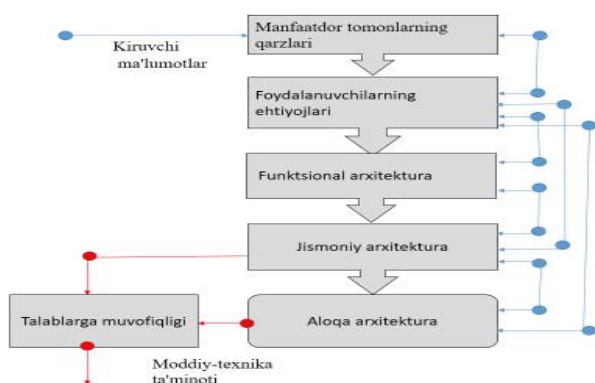 Manfaatdor tomonlarning
qarzlari
Kiruvchi
ma'lumotlar
Foydalanuvchilarning
ehtiyojlari
Funktsional arxitektura
Jismoniy arxitektura
Talablarga muvofiqligi
Aloqa arxitektura
Moddiy-texnika
ta'minoti